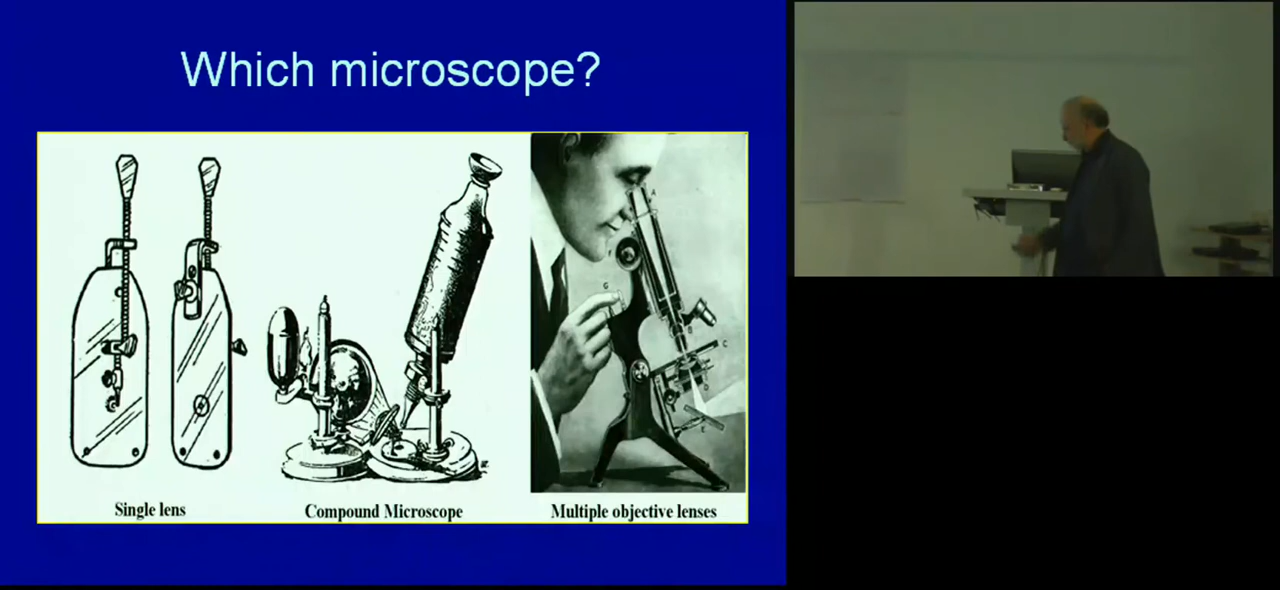 Which microscope?
Single lens
Compound Microscope
Multiple objective lenses